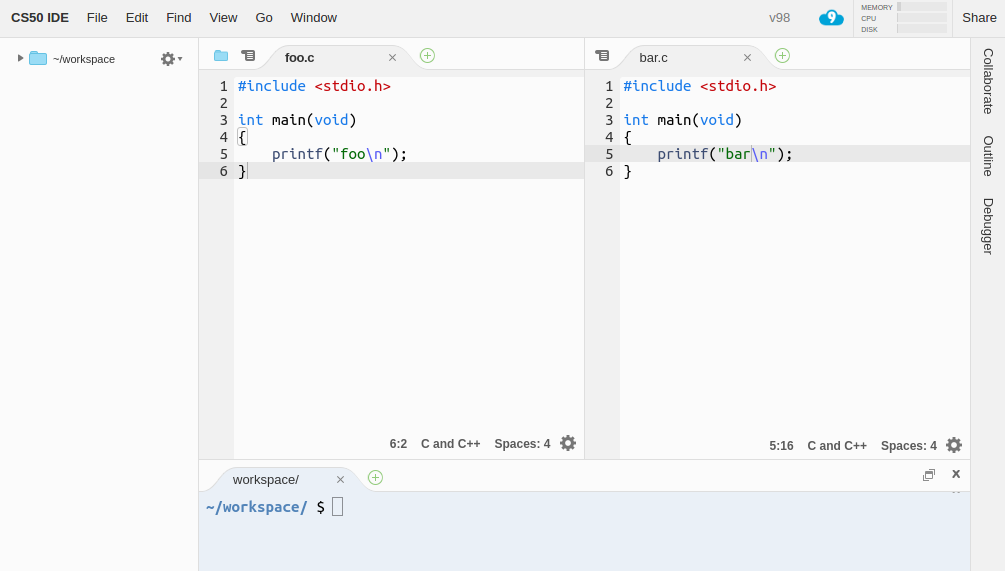 CS50 IDE File Edit Find View Go Window v98 MEMORY CPU DISK Share
~/workspace
foo.c ×
1 #include <stdio.h>
2
3 int main(void)
4 {
5     printf("foo\n");
6 }
6:2 C and C++ Spaces: 4
bar.c ×
1 #include <stdio.h>
2
3 int main(void)
4 {
5     printf("bar\n");
6 }
5:16 C and C++ Spaces: 4
workspace/ ×
~/workspace/ $
Collaborate
Outline
Debugger